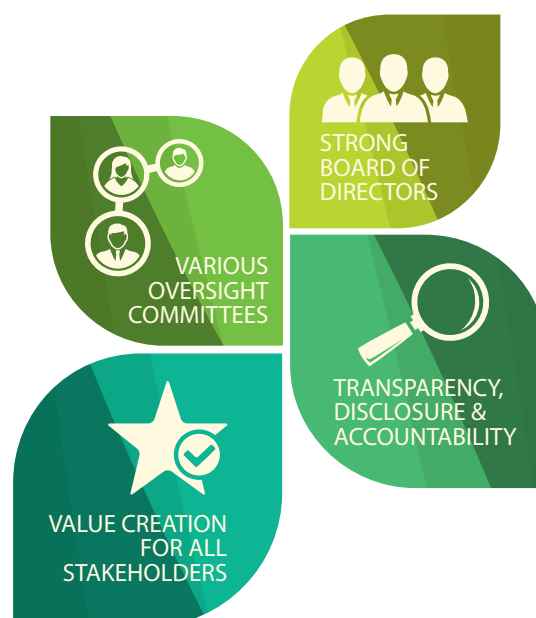 STRONG
BOARD OF
DIRECTORS
VARIOUS
OVERSIGHT
COMMITTEES
TRANSPARENCY,
DISCLOSURE &
ACCOUNTABILITY
VALUE CREATION
FOR ALL
STAKEHOLDERS